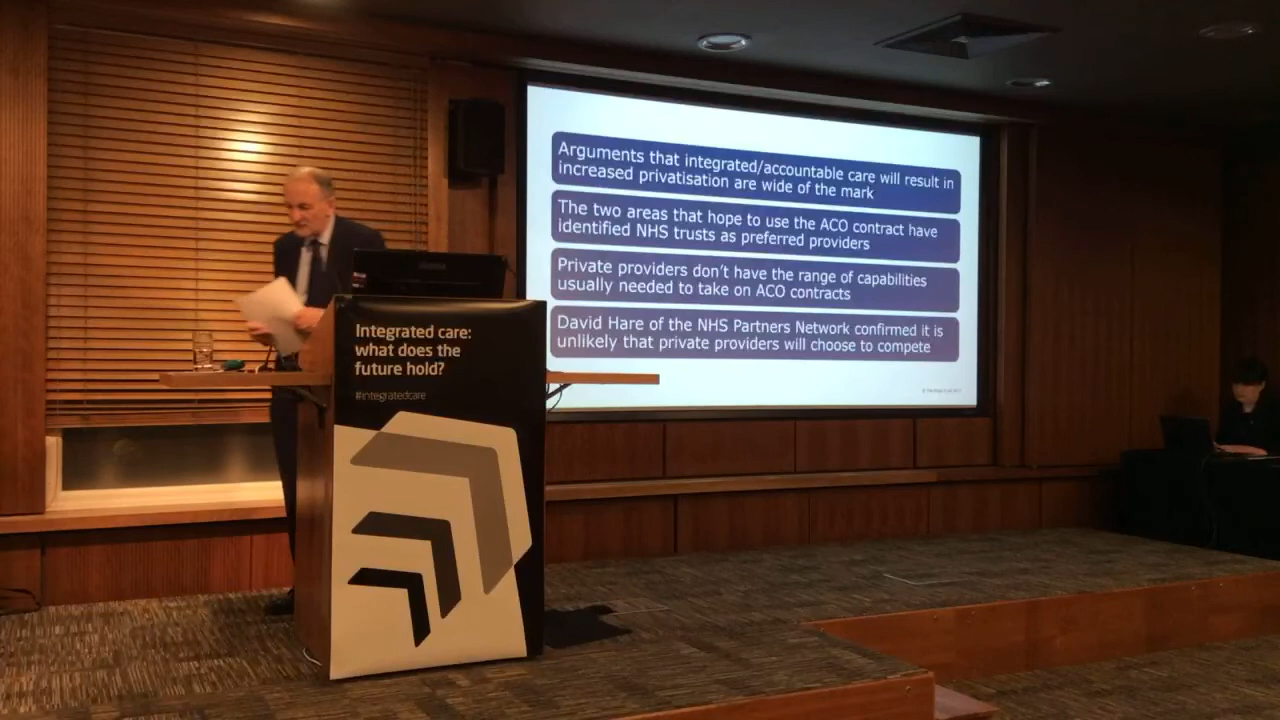 Arguments that integrated/accountable care will result in
increased privatisation are wide of the mark
The two areas that hope to use the ACO contract have
identified NHS trusts as preferred providers
Private providers don't have the range of capabilities
usually needed to take on ACO contracts
David Hare of the NHS Partners Network confirmed it is
unlikely that private providers will choose to compete
Integrated care:
what does the
future hold?
#integratedcare